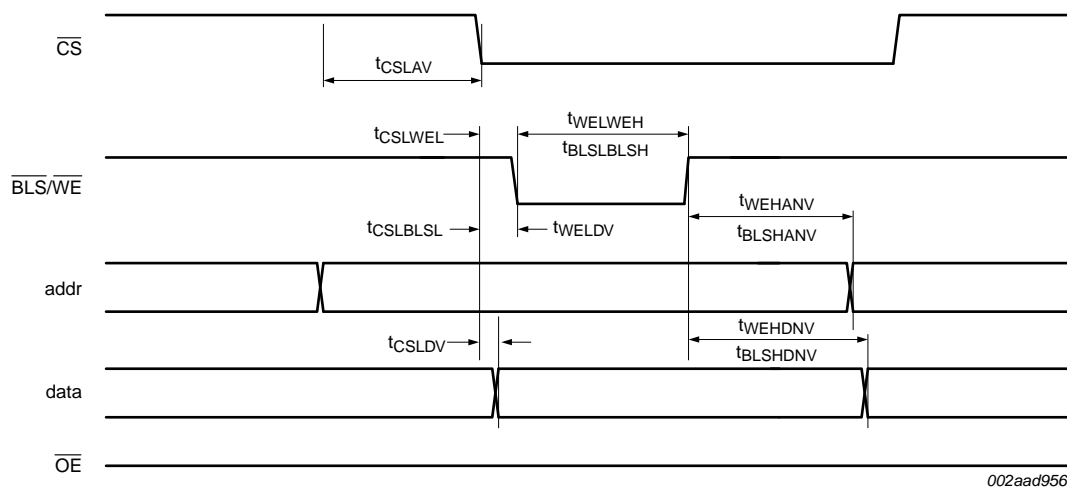 CS
tCSLAV
tCSLWEL
tWELWEH
tBLSLBLSH
BLS/WE
tCSLBLSL
tWELDV
tWEHANV
tBLSHANV
addr
tCSLDV
tWEHDNV
tBLSHDNV
data
OE
002aad956